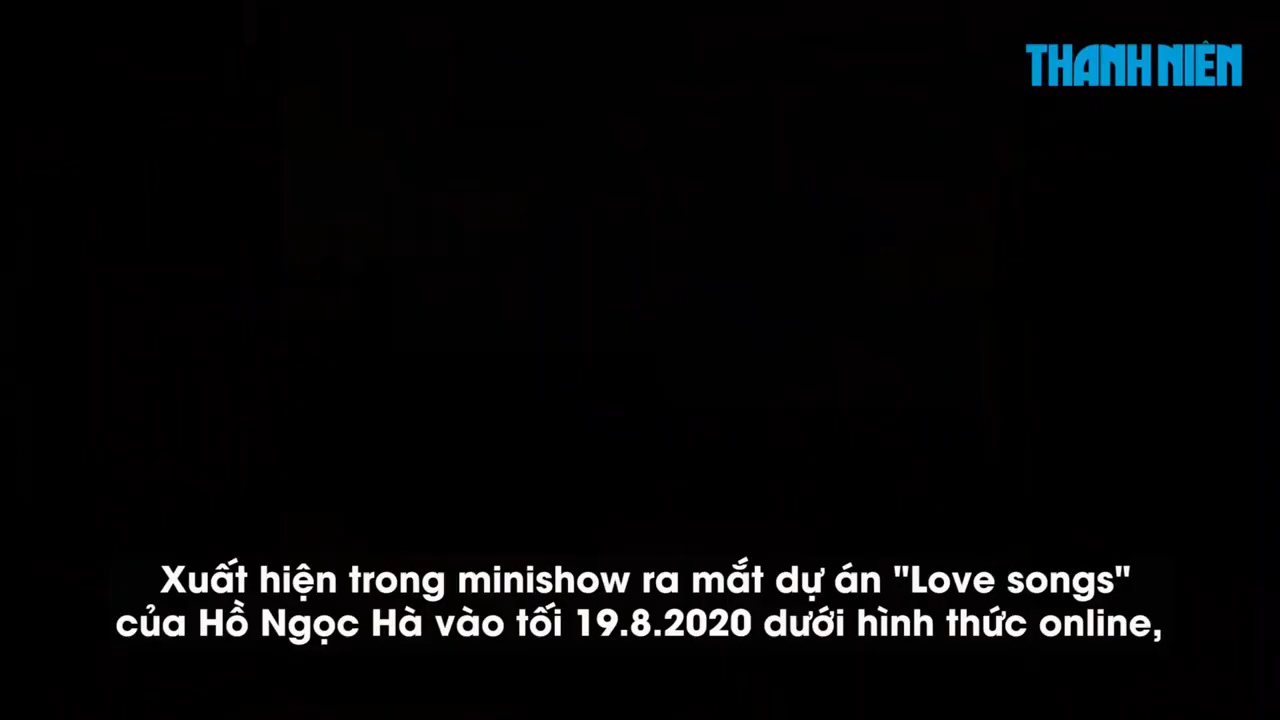 THANH NIÊN
Xuất hiện trong minishow ra mắt dự án "Love songs"
của Hồ Ngọc Hà vào tối 19.8.2020 dưới hình thức online,